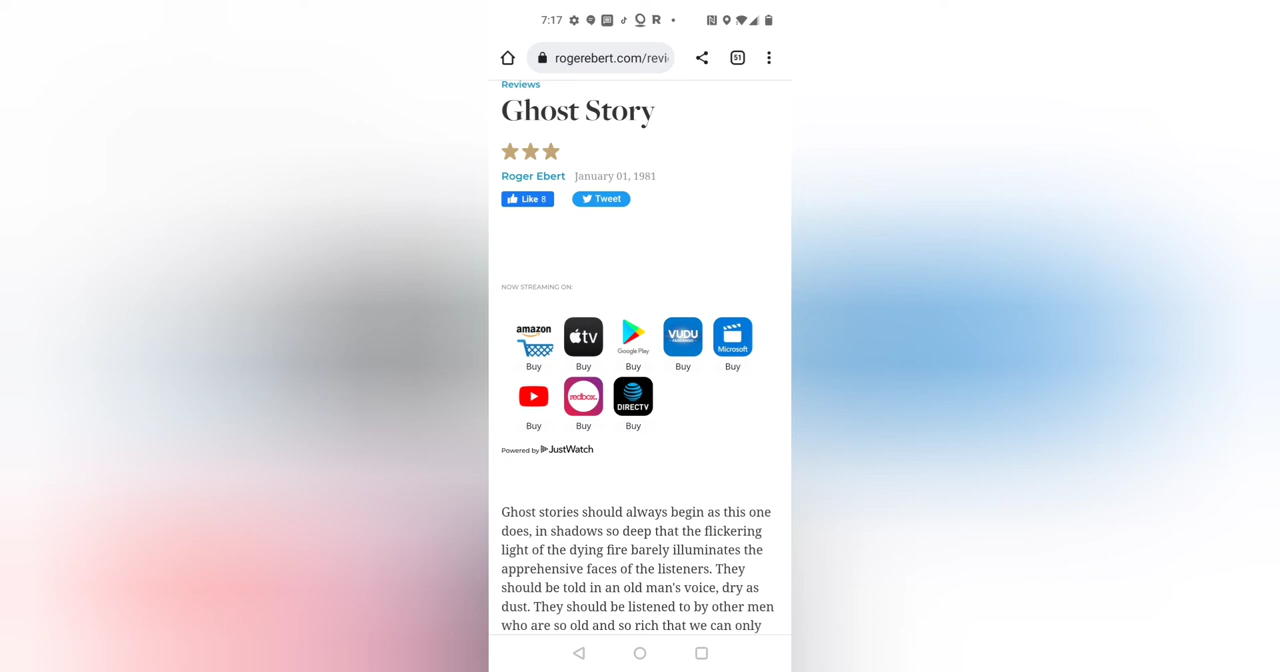 7:17 R
51
rogerebert.com/revi
Reviews
Ghost Story
Roger Ebert January 01, 1981
Like 8 Tweet
NOW STREAMING ON:
amazon tv Google Play VUDU FANDANGO Microsoft
Buy Buy Buy Buy Buy
redbox. DIRECTV
Buy Buy Buy
Powered by JustWatch
Ghost stories should always begin as this one
does, in shadows so deep that the flickering
light of the dying fire barely illuminates the
apprehensive faces of the listeners. They
should be told in an old man's voice, dry as
dust. They should be listened to by other men
who are so old and so rich that we can only